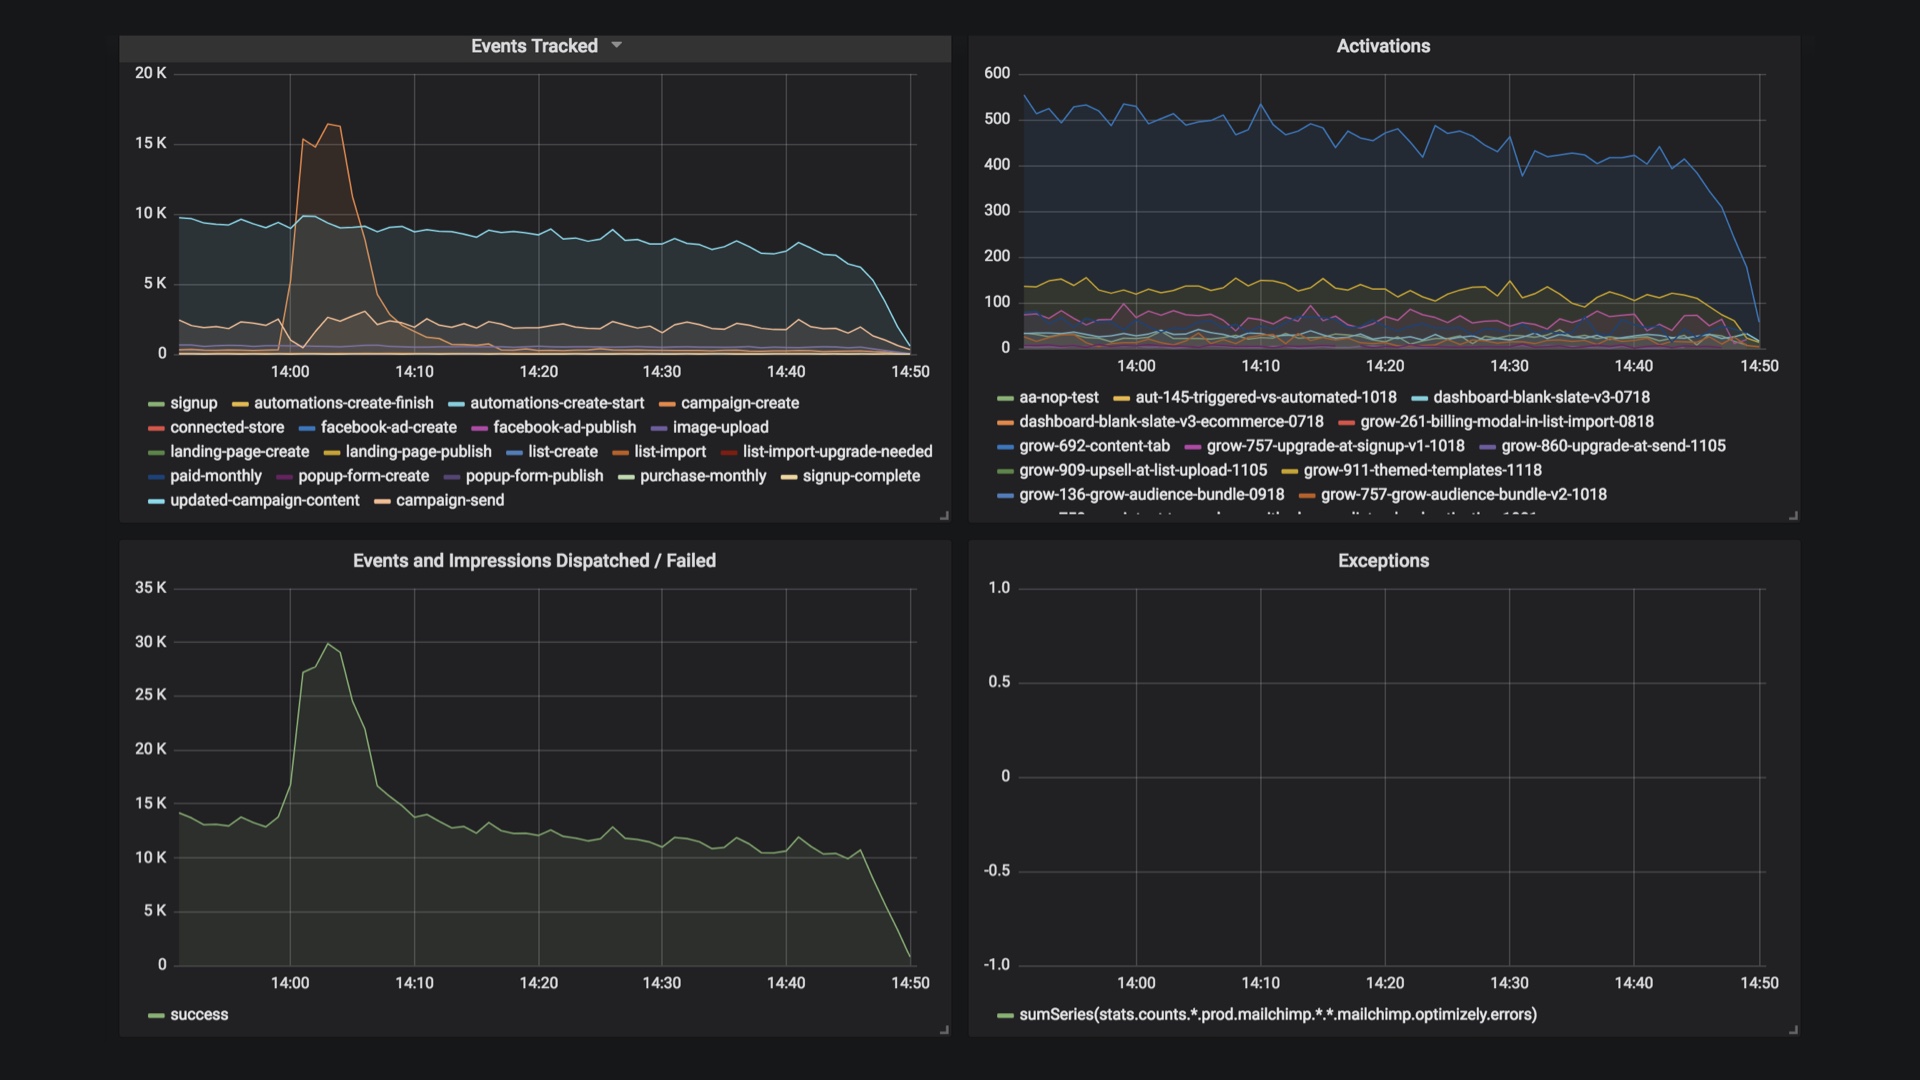 Events Tracked
20 K
15 K
10 K
5 K
0
14:00 14:10 14:20 14:30 14:40 14:50
signup automations-create-finish automations-create-start campaign-create
connected-store facebook-ad-create facebook-ad-publish image-upload
landing-page-create landing-page-publish list-create list-import list-import-upgrade-needed
paid-monthly popup-form-create popup-form-publish purchase-monthly signup-complete
updated-campaign-content campaign-send
Activations
600
500
400
300
200
100
0
14:00 14:10 14:20 14:30 14:40 14:50
aa-nop-test aut-145-triggered-vs-automated-1018 dashboard-blank-slate-v3-0718
dashboard-blank-slate-v3-ecommerce-0718 grow-261-billing-modal-in-list-import-0818
grow-692-content-tab grow-757-upgrade-at-signup-v1-1018 grow-860-upgrade-at-send-1105
grow-909-upsell-at-list-upload-1105 grow-911-themed-templates-1118
grow-136-grow-audience-bundle-0918 grow-757-grow-audience-bundle-v2-1018
Events and Impressions Dispatched / Failed
35 K
30 K
25 K
20 K
15 K
10 K
5 K
0
14:00 14:10 14:20 14:30 14:40 14:50
success
Exceptions
1.0
0.5
0
-0.5
-1.0
14:00 14:10 14:20 14:30 14:40 14:50
sumSeries(stats.counts.*.prod.mailchimp.*.*.mailchimp.optimizely.errors)